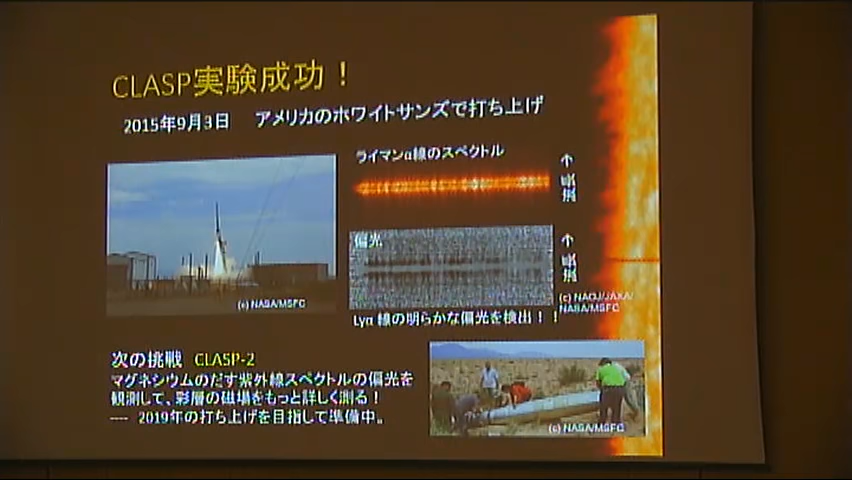 CLASP実験成功！
2015年9月3日　アメリカのホワイトサンズで打ち上げ
ライマンα線のスペクトル
波長→
偏光
波長→
(c) NASA/MSFC
(c) NAOJ/JAXA/
NASA/MSFC
Lyα 線の明らかな偏光を検出！！
次の挑戦　CLASP-2
マグネシウムのだす紫外線スペクトルの偏光を
観測して、彩層の磁場をもっと詳しく測る！
---- 2019年の打ち上げを目指して準備中。
(c) NASA/MSFC